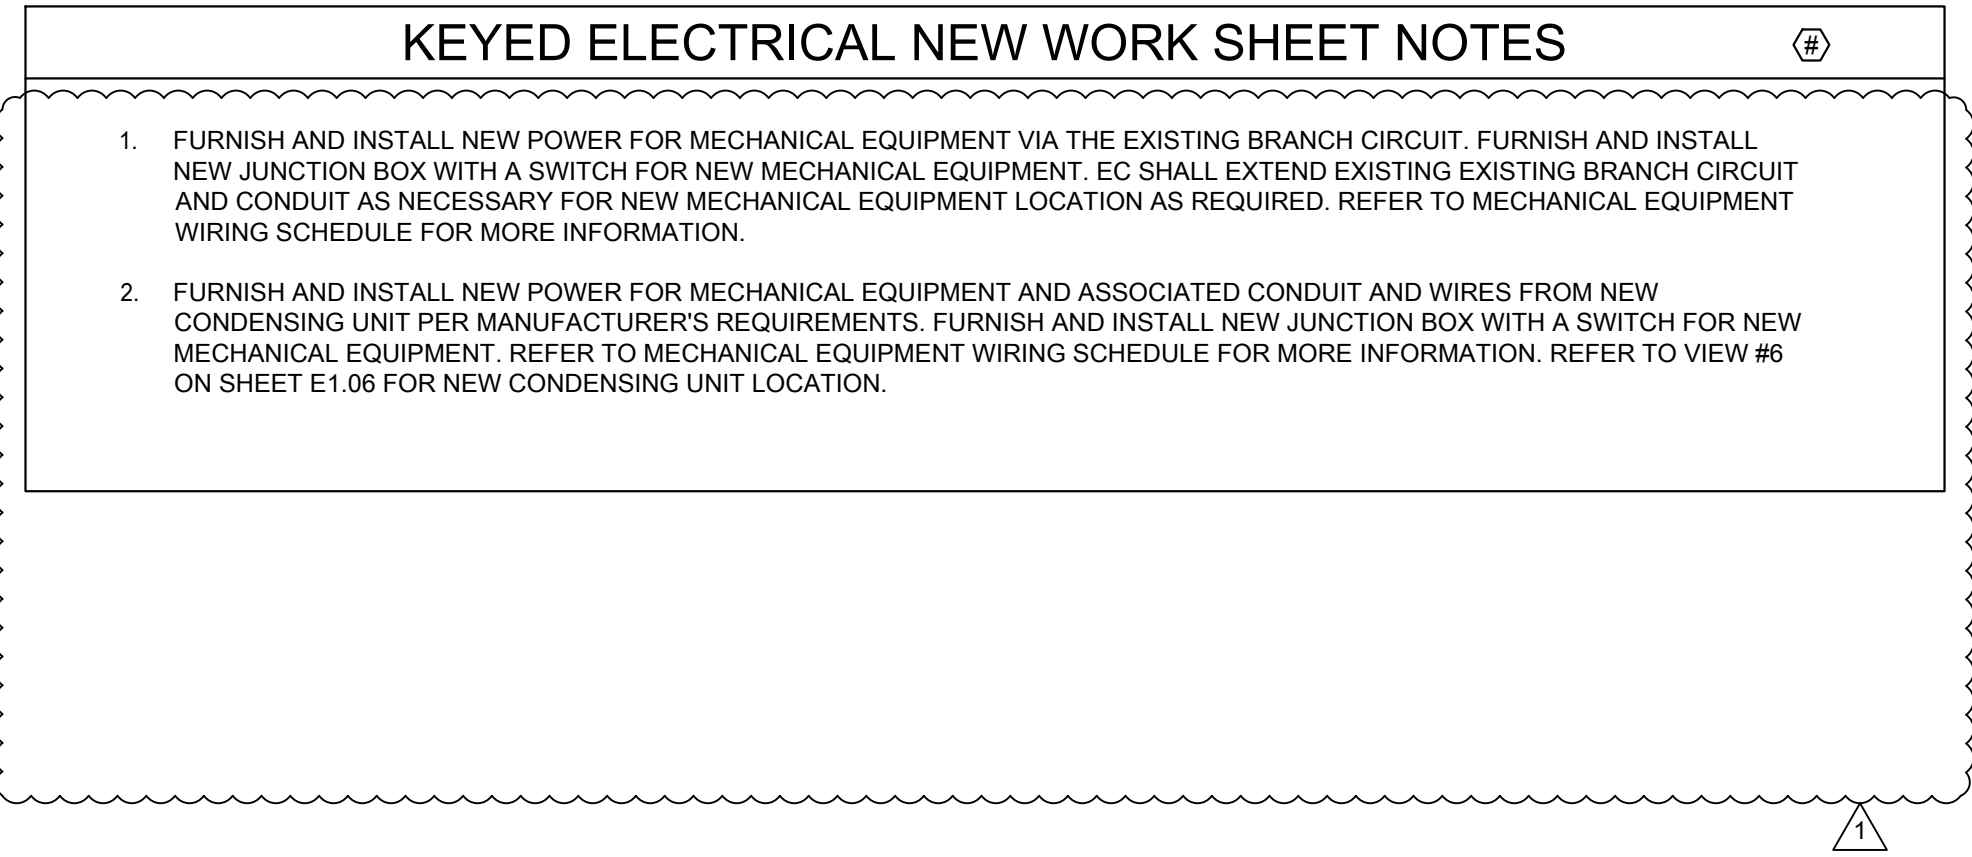 KEYED ELECTRICAL NEW WORK SHEET NOTES #
1. FURNISH AND INSTALL NEW POWER FOR MECHANICAL EQUIPMENT VIA THE EXISTING BRANCH CIRCUIT. FURNISH AND INSTALL
NEW JUNCTION BOX WITH A SWITCH FOR NEW MECHANICAL EQUIPMENT. EC SHALL EXTEND EXISTING EXISTING BRANCH CIRCUIT
AND CONDUIT AS NECESSARY FOR NEW MECHANICAL EQUIPMENT LOCATION AS REQUIRED. REFER TO MECHANICAL EQUIPMENT
WIRING SCHEDULE FOR MORE INFORMATION.
2. FURNISH AND INSTALL NEW POWER FOR MECHANICAL EQUIPMENT AND ASSOCIATED CONDUIT AND WIRES FROM NEW
CONDENSING UNIT PER MANUFACTURER'S REQUIREMENTS. FURNISH AND INSTALL NEW JUNCTION BOX WITH A SWITCH FOR NEW
MECHANICAL EQUIPMENT. REFER TO MECHANICAL EQUIPMENT WIRING SCHEDULE FOR MORE INFORMATION. REFER TO VIEW #6
ON SHEET E1.06 FOR NEW CONDENSING UNIT LOCATION.
1